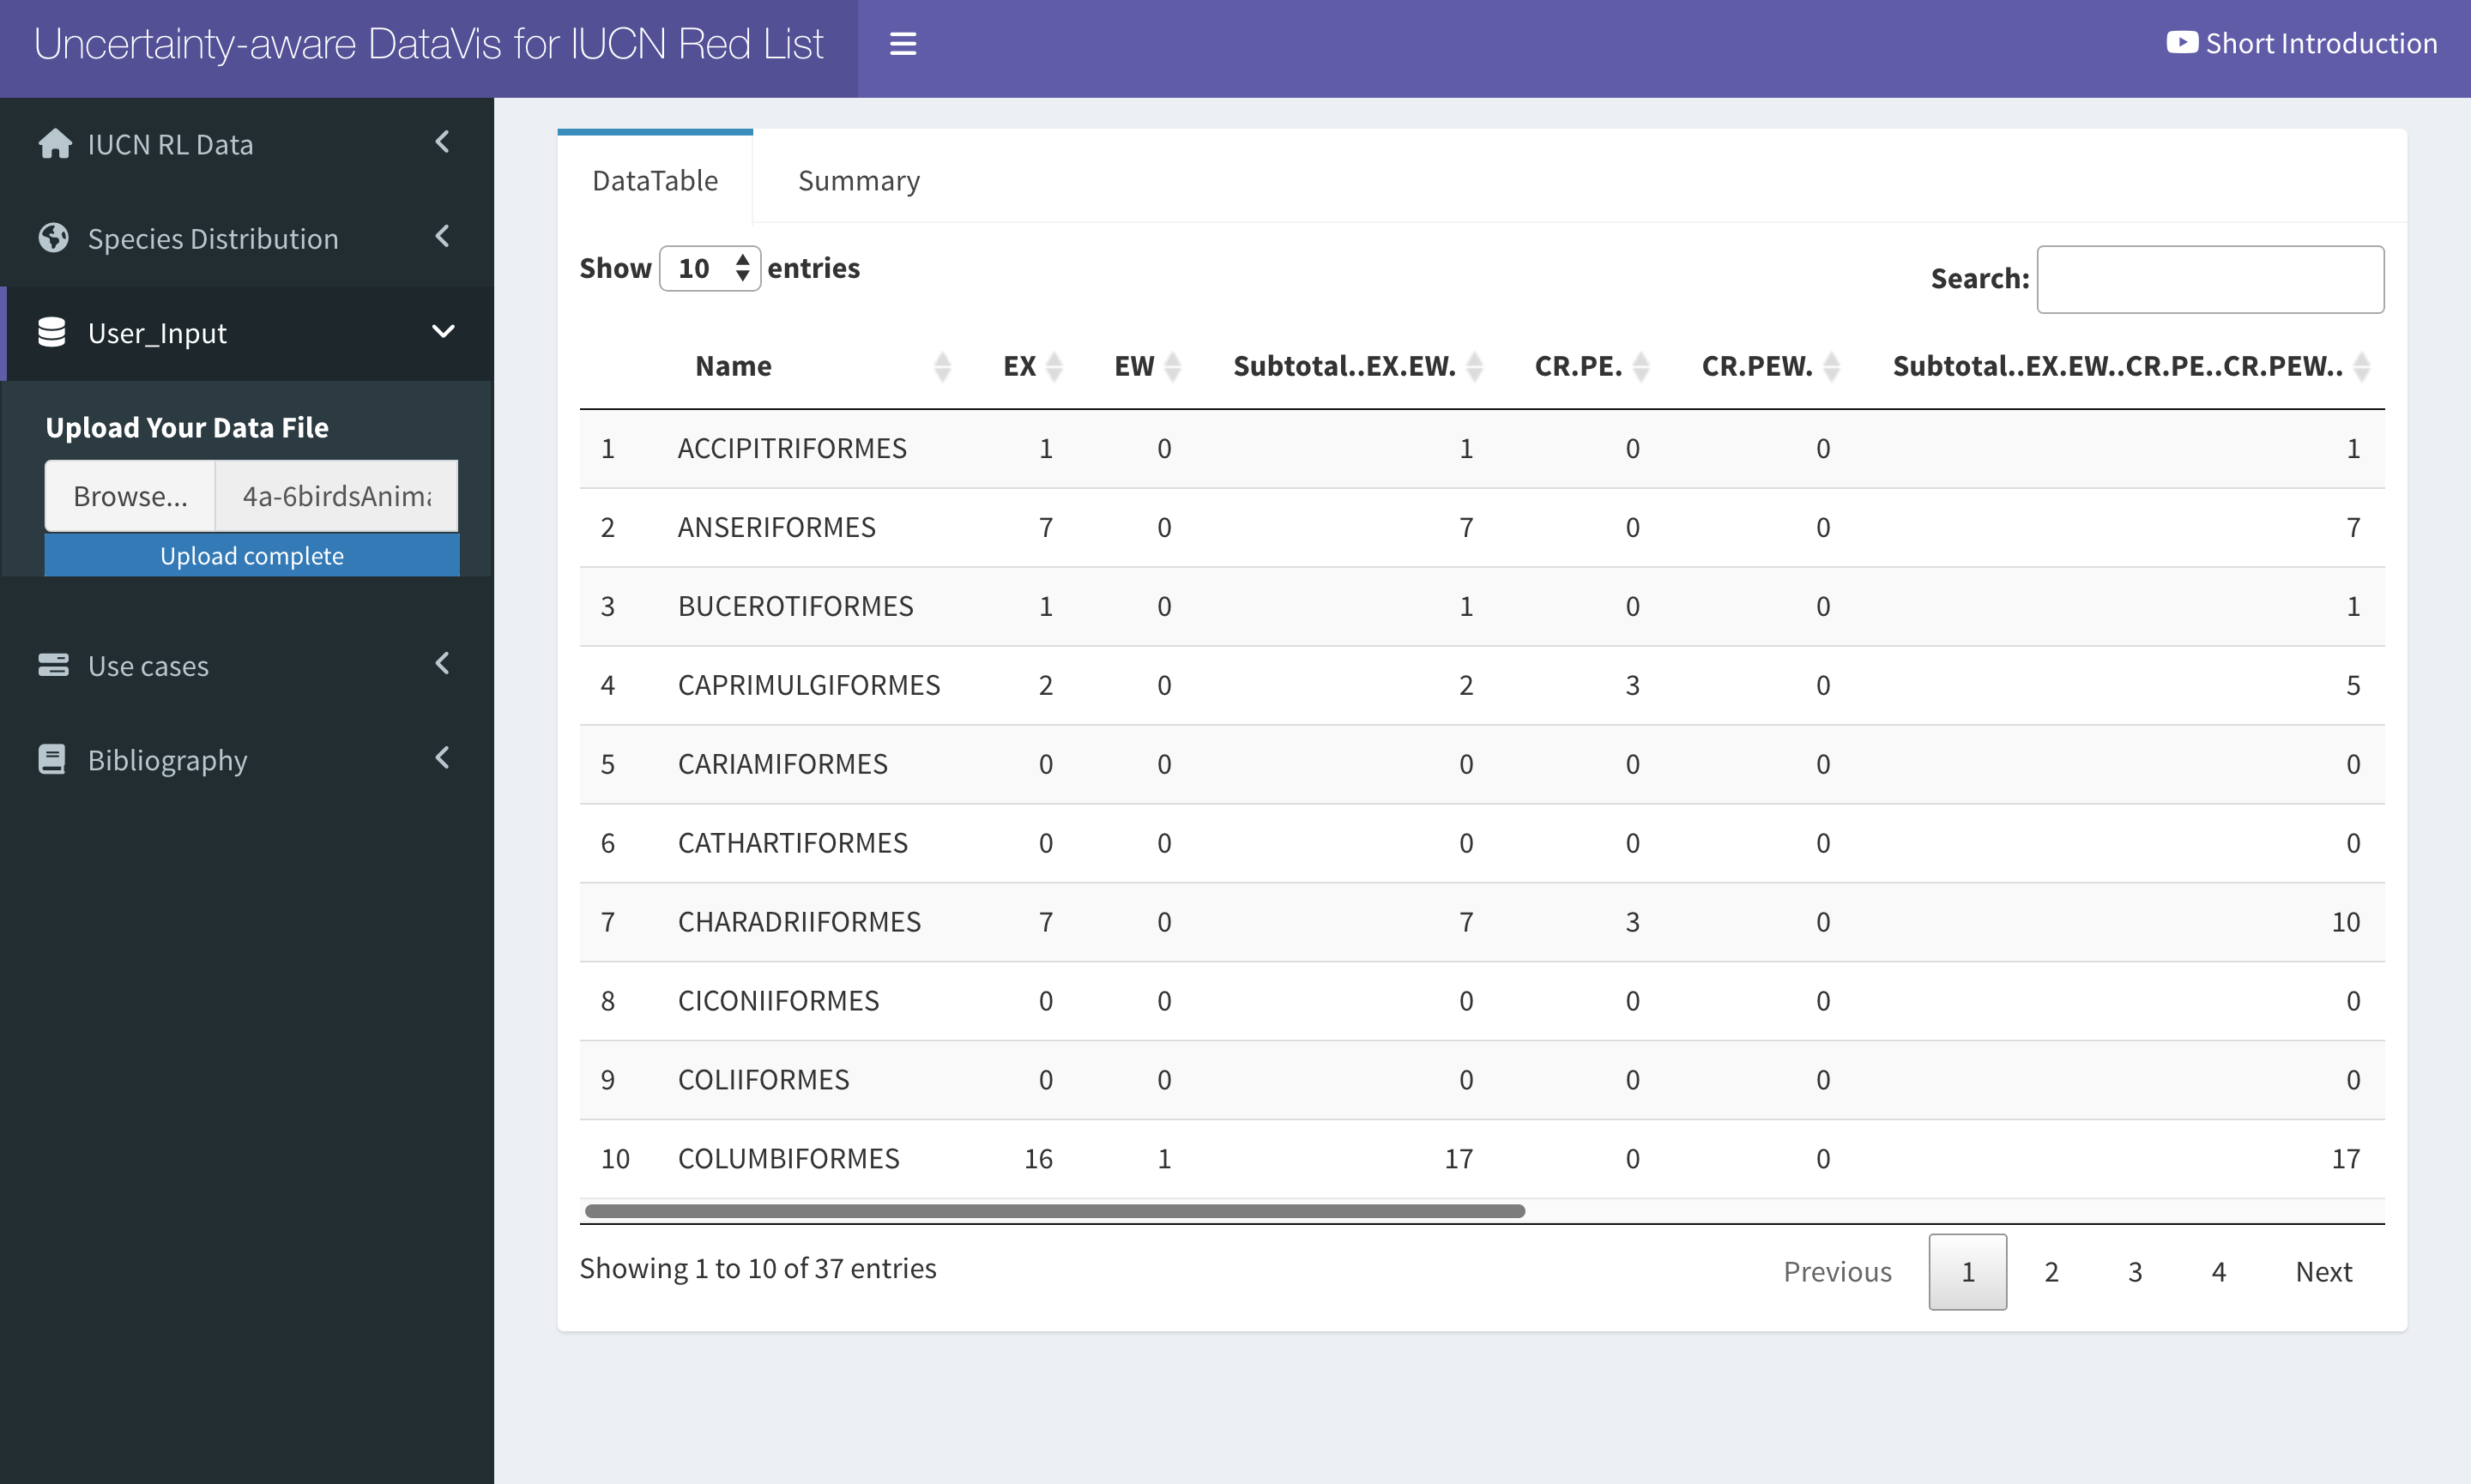 Uncertainty-aware DataVis for IUCN Red List
Short Introduction
IUCN RL Data
Species Distribution
User_Input
Upload Your Data File
Browse... 4a-6birdsAnima
Upload complete
Use cases
Bibliography
DataTable Summary
Show 10 entries
Search:
Name EX EW Subtotal..EX.EW. CR.PE. CR.PEW. Subtotal..EX.EW..CR.PE..CR.PEW..
1 ACCIPITRIFORMES 1 0 1 0 0 1
2 ANSERIFORMES 7 0 7 0 0 7
3 BUCEROTIFORMES 1 0 1 0 0 1
4 CAPRIMULGIFORMES 2 0 2 3 0 5
5 CARIAMIFORMES 0 0 0 0 0 0
6 CATHARTIFORMES 0 0 0 0 0 0
7 CHARADRIIFORMES 7 0 7 3 0 10
8 CICONIIFORMES 0 0 0 0 0 0
9 COLIIFORMES 0 0 0 0 0 0
10 COLUMBIFORMES 16 1 17 0 0 17
Showing 1 to 10 of 37 entries
Previous 1 2 3 4 Next